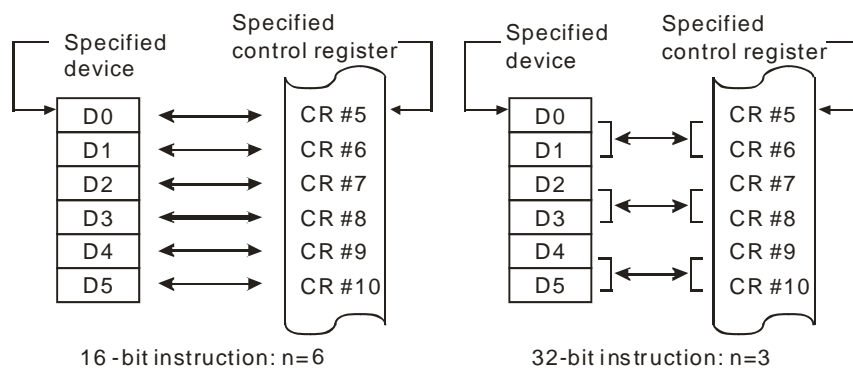 Specified
device
Specified
control register
D0
D1
D2
D3
D4
D5
CR #5
CR #6
CR #7
CR #8
CR #9
CR #10
16-bit instruction: n=6
Specified
device
Specified
control register
D0
D1
D2
D3
D4
D5
CR #5
CR #6
CR #7
CR #8
CR #9
CR #10
32-bit instruction: n=3